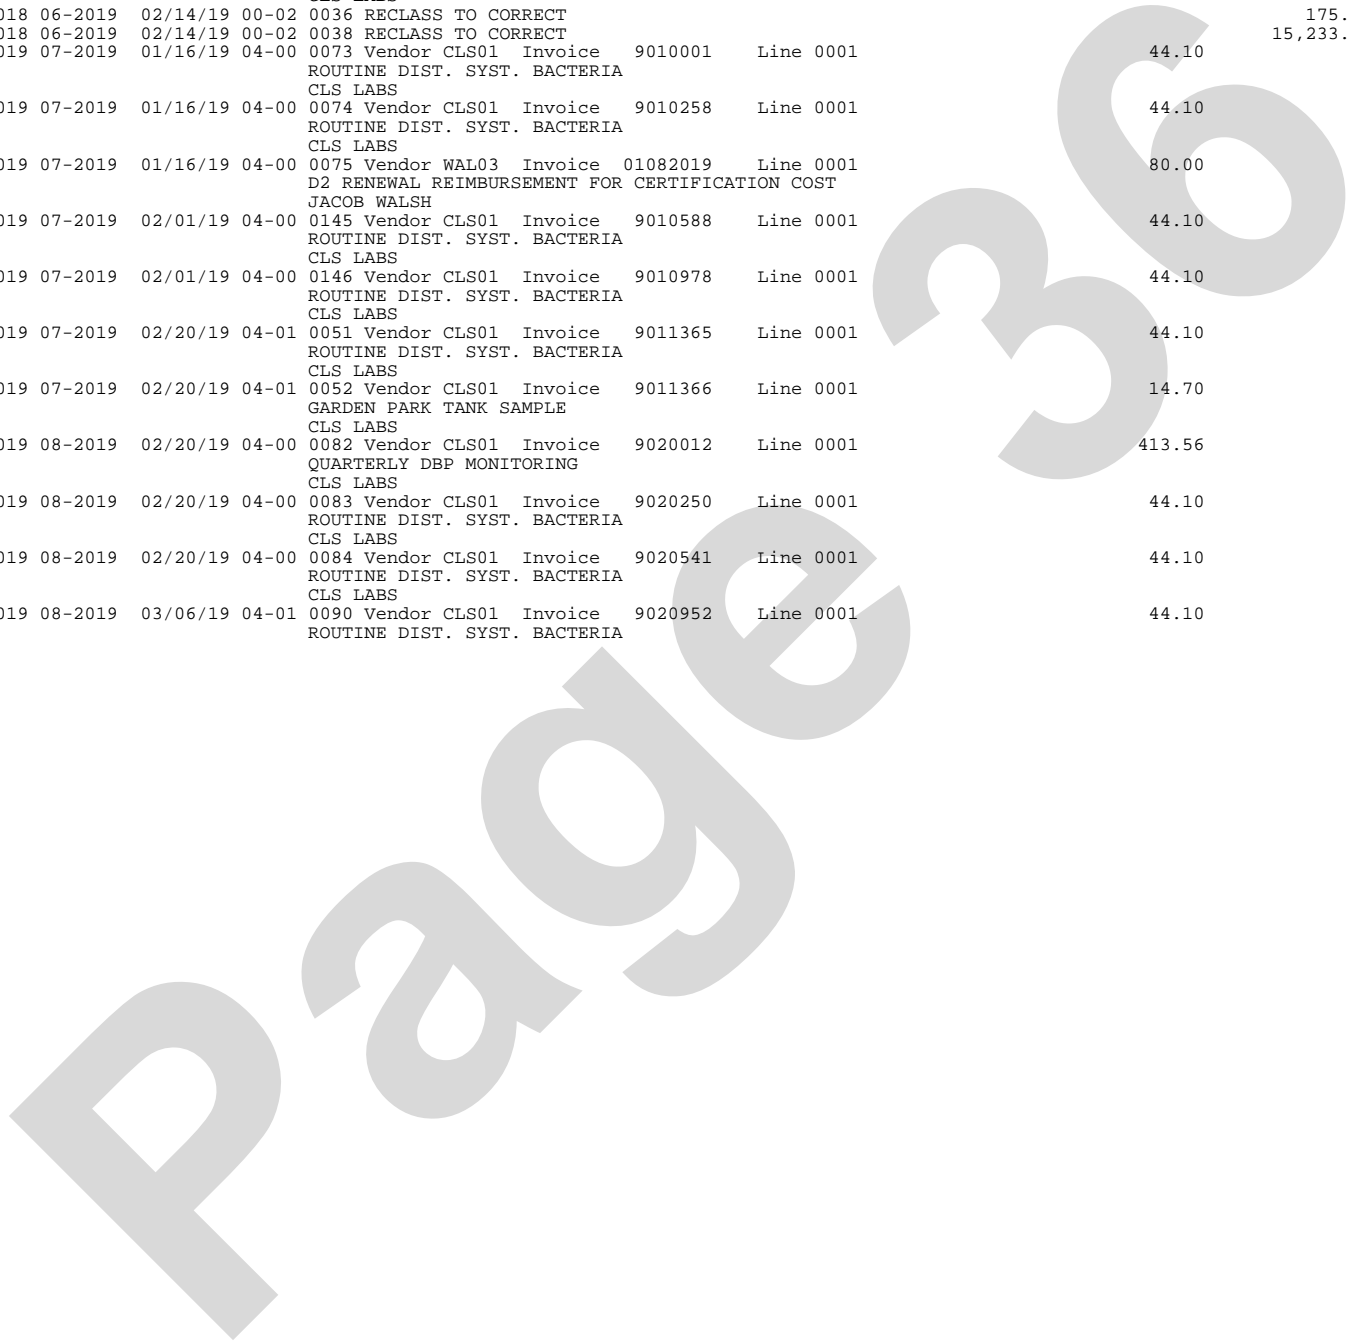 018 06-2019 02/14/19 00-02 0036 RECLASS TO CORRECT 175.
018 06-2019 02/14/19 00-02 0038 RECLASS TO CORRECT 15,233.
019 07-2019 01/16/19 04-00 0073 Vendor CLS01 Invoice 9010001 Line 0001 44.10
ROUTINE DIST. SYST. BACTERIA
CLS LABS
019 07-2019 01/16/19 04-00 0074 Vendor CLS01 Invoice 9010258 Line 0001 44.10
ROUTINE DIST. SYST. BACTERIA
CLS LABS
019 07-2019 01/16/19 04-00 0075 Vendor WAL03 Invoice 01082019 Line 0001 80.00
D2 RENEWAL REIMBURSEMENT FOR CERTIFICATION COST
JACOB WALSH
019 07-2019 02/01/19 04-00 0145 Vendor CLS01 Invoice 9010588 Line 0001 44.10
ROUTINE DIST. SYST. BACTERIA
CLS LABS
019 07-2019 02/01/19 04-00 0146 Vendor CLS01 Invoice 9010978 Line 0001 44.10
ROUTINE DIST. SYST. BACTERIA
CLS LABS
019 07-2019 02/20/19 04-01 0051 Vendor CLS01 Invoice 9011365 Line 0001 44.10
ROUTINE DIST. SYST. BACTERIA
CLS LABS
019 07-2019 02/20/19 04-01 0052 Vendor CLS01 Invoice 9011366 Line 0001 14.70
GARDEN PARK TANK SAMPLE
CLS LABS
019 08-2019 02/20/19 04-00 0082 Vendor CLS01 Invoice 9020012 Line 0001 413.56
QUARTERLY DBP MONITORING
CLS LABS
019 08-2019 02/20/19 04-00 0083 Vendor CLS01 Invoice 9020250 Line 0001 44.10
ROUTINE DIST. SYST. BACTERIA
CLS LABS
019 08-2019 02/20/19 04-00 0084 Vendor CLS01 Invoice 9020541 Line 0001 44.10
ROUTINE DIST. SYST. BACTERIA
CLS LABS
019 08-2019 03/06/19 04-01 0090 Vendor CLS01 Invoice 9020952 Line 0001 44.10
ROUTINE DIST. SYST. BACTERIA
Page 36